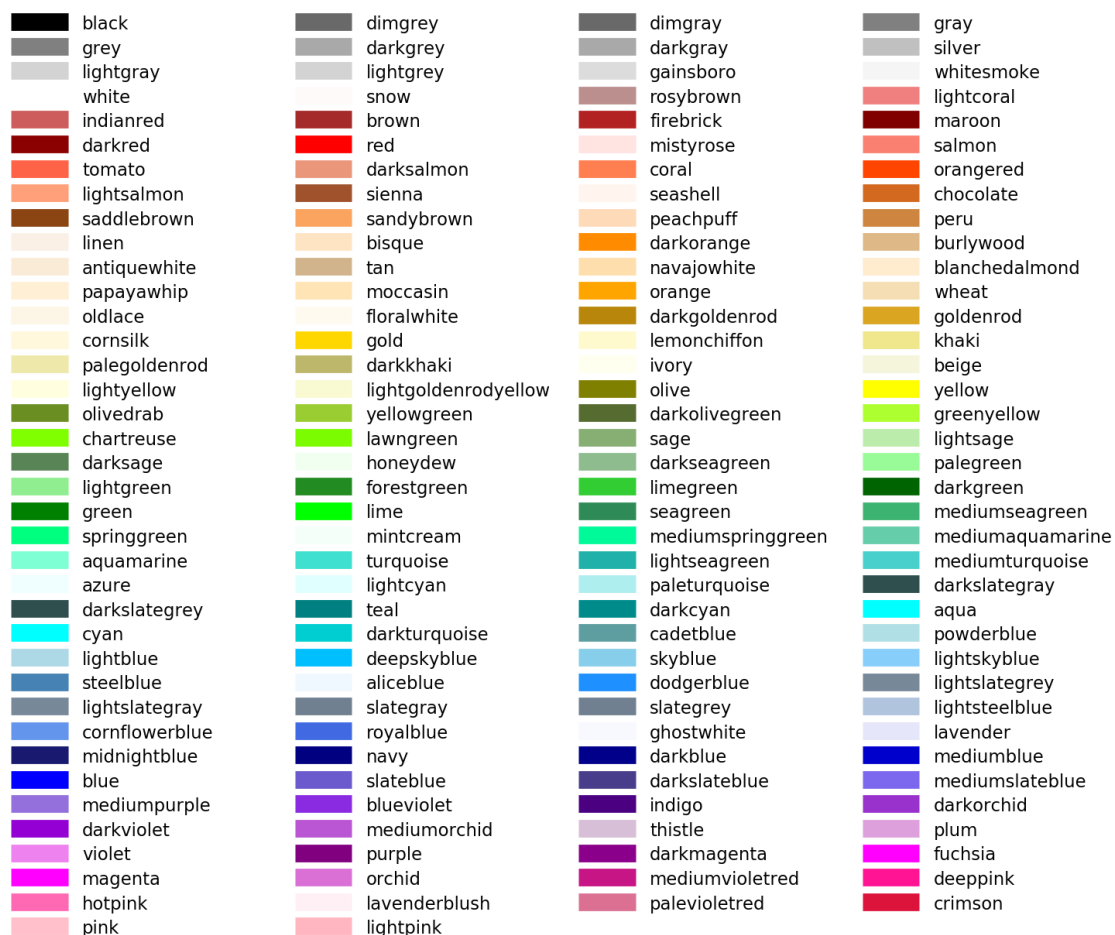 black dimgrey dimgray gray
grey darkgrey darkgray silver
lightgray lightgrey gainsboro whitesmoke
white snow rosybrown lightcoral
indianred brown firebrick maroon
darkred red mistyrose salmon
tomato darksalmon coral orangered
lightsalmon sienna seashell chocolate
saddlebrown sandybrown peachpuff peru
linen bisque darkorange burlywood
antiquewhite tan navajowhite blanchedalmond
papayawhip moccasin orange wheat
oldlace floralwhite darkgoldenrod goldenrod
cornsilk gold lemonchiffon khaki
palegoldenrod darkkhaki ivory beige
lightyellow lightgoldenrodyellow olive yellow
olivedrab yellowgreen darkolivegreen greenyellow
chartreuse lawngreen sage lightsage
darksage honeydew darkseagreen palegreen
lightgreen forestgreen limegreen darkgreen
green lime seagreen mediumseagreen
springgreen mintcream mediumspringgreen mediumaquamarine
aquamarine turquoise lightseagreen mediumturquoise
azure lightcyan paleturquoise darkslategray
darkslategrey teal darkcyan aqua
cyan darkturquoise cadetblue powderblue
lightblue deepskyblue skyblue lightskyblue
steelblue aliceblue dodgerblue lightslategrey
lightslategray slategray slategrey lightsteelblue
cornflowerblue royalblue ghostwhite lavender
midnightblue navy darkblue mediumblue
blue slateblue darkslateblue mediumslateblue
mediumpurple blueviolet indigo darkorchid
darkviolet mediumorchid thistle plum
violet purple darkmagenta fuchsia
magenta orchid mediumvioletred deeppink
hotpink lavenderblush palevioletred crimson
pink lightpink